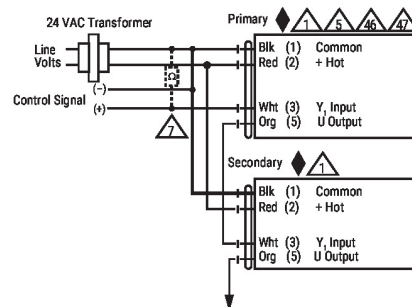 24 VAC Transformer
Primary 1 5 46 47
Line Volts
Blk (1) Common
Red (2) + Hot
(–)
Control Signal
(+)
Ω
7
Wht (3) Y1 Input
Org (5) U Output
Secondary 1
Blk (1) Common
Red (2) + Hot
Wht (3) Y1 Input
Org (5) U Output